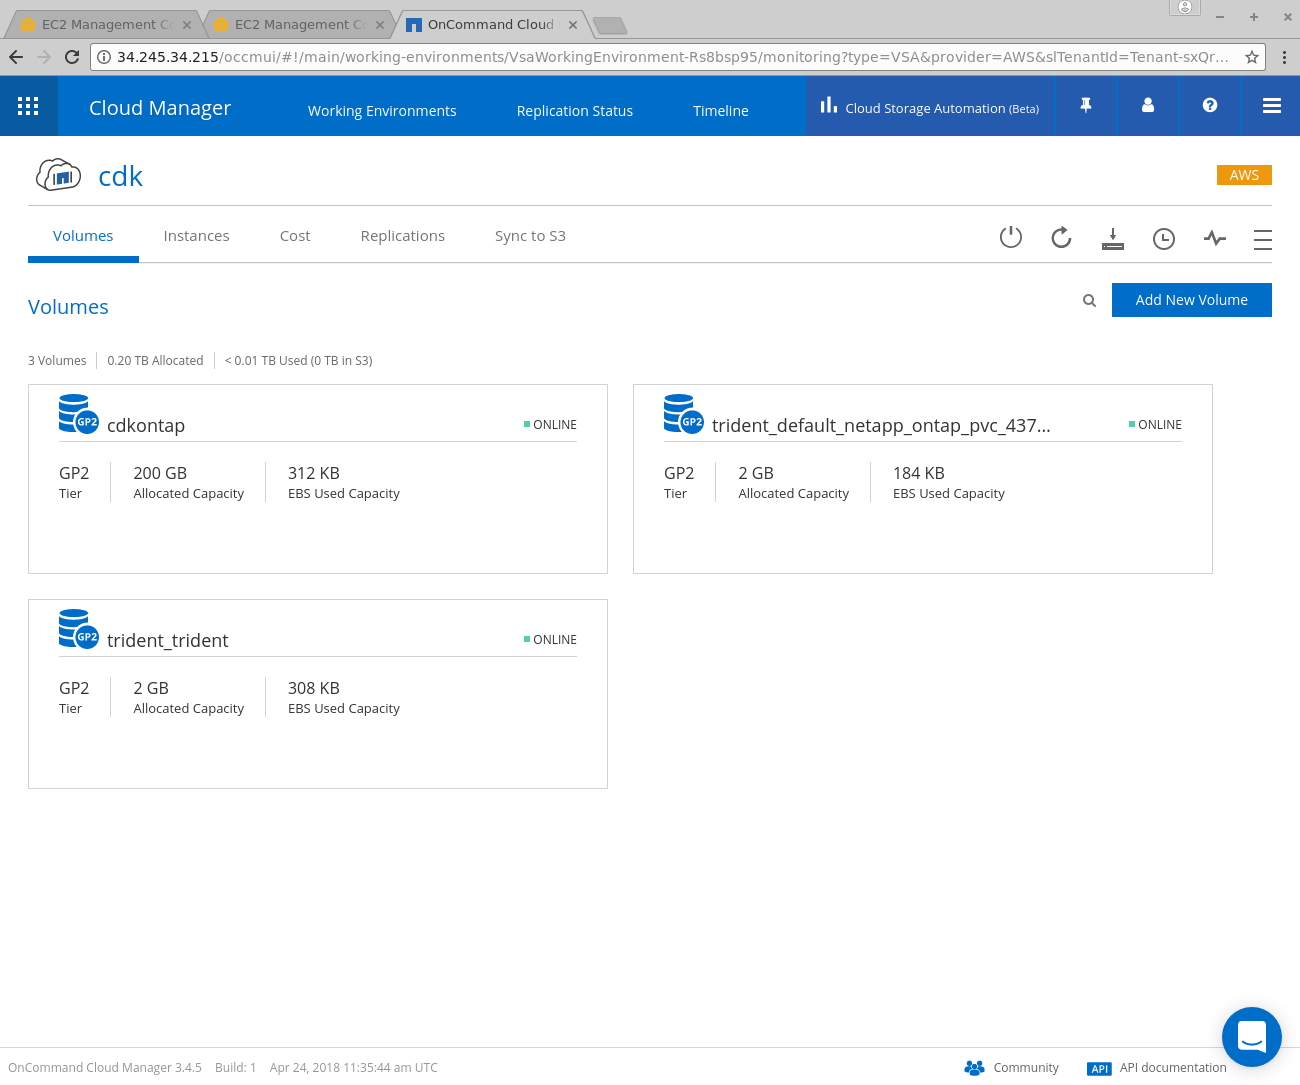 EC2 Management Co
EC2 Management Co
OnCommand Cloud
34.245.34.215/occmui/#!/main/working-environments/VsaWorkingEnvironment-Rs8bsp95/monitoring?type=VSA&provider=AWS&slTenantId=Tenant-sxQr...
Cloud Manager
Working Environments
Replication Status
Timeline
Cloud Storage Automation (Beta)
cdk
AWS
Volumes
Instances
Cost
Replications
Sync to S3
Volumes
Add New Volume
3 Volumes
0.20 TB Allocated
< 0.01 TB Used (0 TB in S3)
GP2
cdkontap
ONLINE
GP2
200 GB
312 KB
Tier
Allocated Capacity
EBS Used Capacity
GP2
trident_default_netapp_ontap_pvc_437...
ONLINE
GP2
2 GB
184 KB
Tier
Allocated Capacity
EBS Used Capacity
GP2
trident_trident
ONLINE
GP2
2 GB
308 KB
Tier
Allocated Capacity
EBS Used Capacity
OnCommand Cloud Manager 3.4.5
Build: 1
Apr 24, 2018 11:35:44 am UTC
Community
API
API documentation